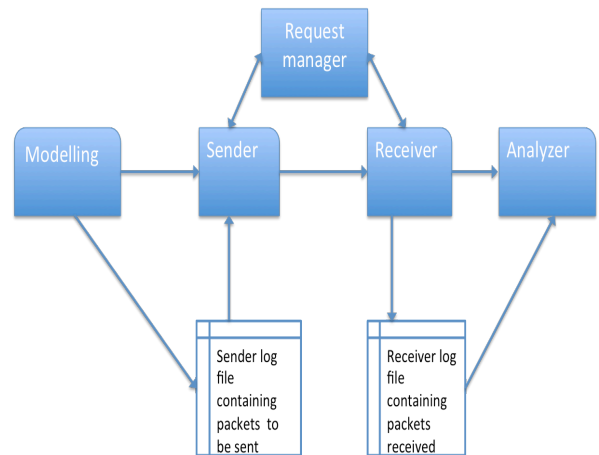 Request
manager
Modelling
Sender
Receiver
Analyzer
Sender log
file
containing
packets to
be sent
Receiver log
file
containing
packets
received